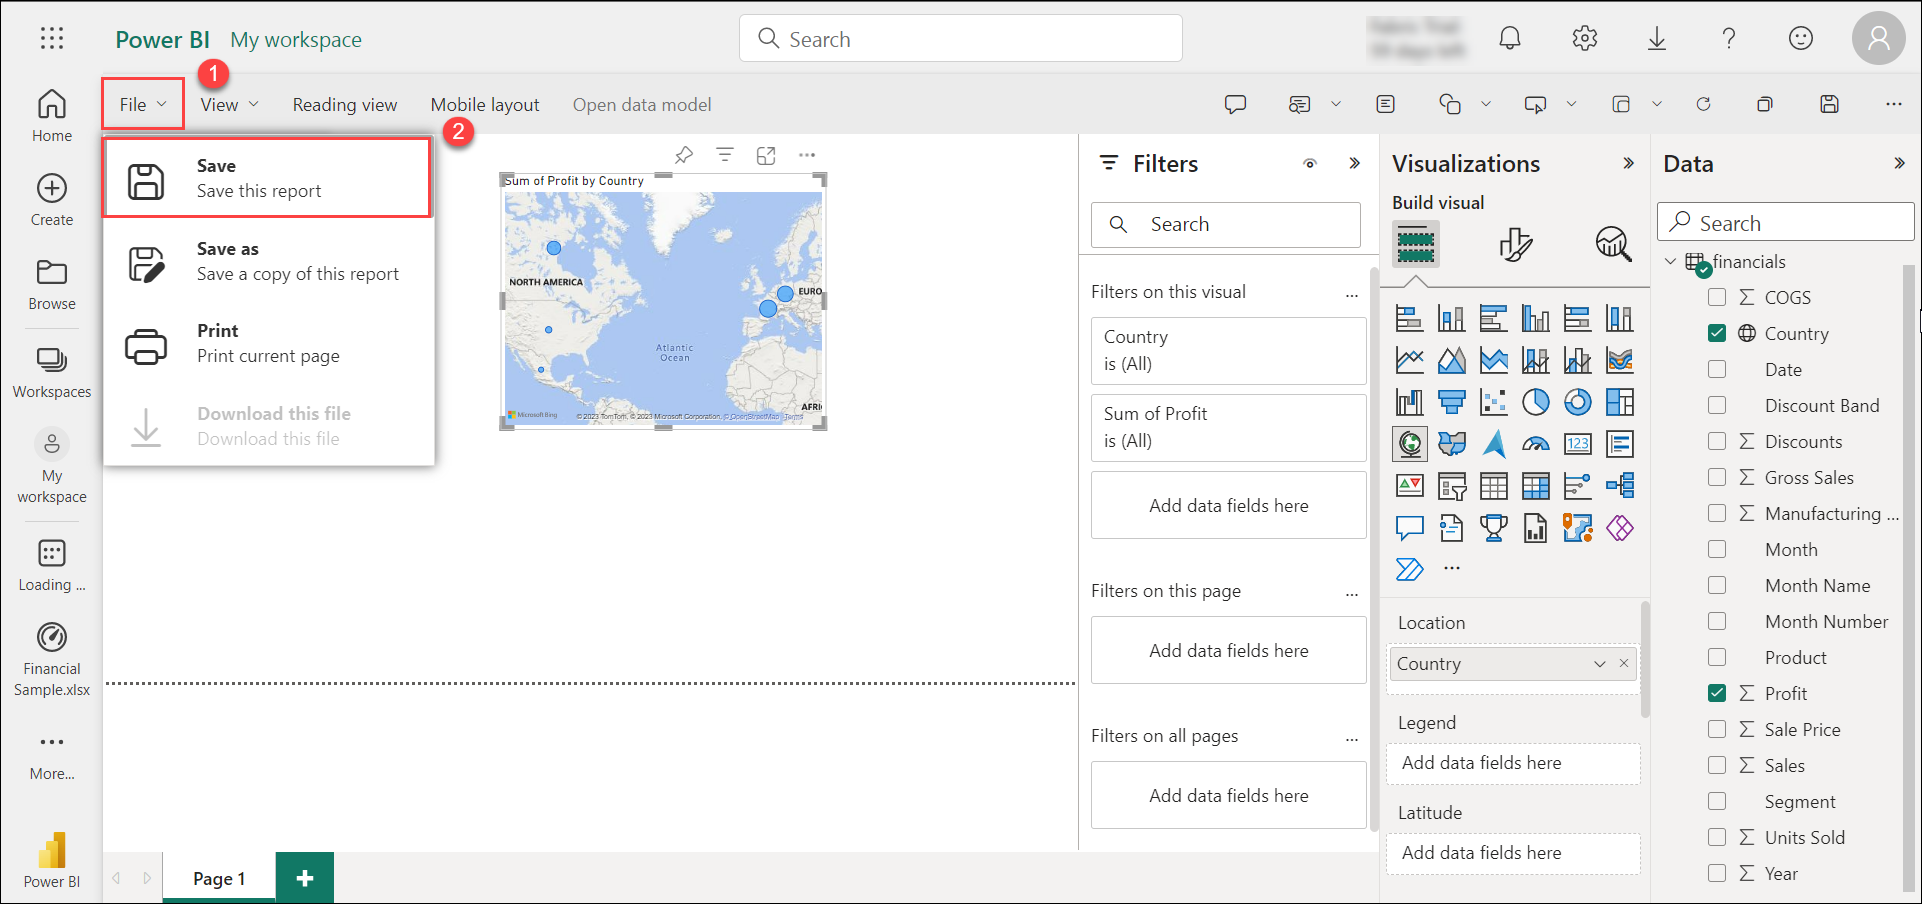 Power BI My workspace
Search
File
1
View
Reading view
Mobile layout
Open data model
2
Home
Create
Browse
Workspaces
My
workspace
Loading ...
Financial
Sample.xlsx
More...
Power BI
Save
Save this report
Save as
Save a copy of this report
Print
Print current page
Download this file
Download this file
Sum of Profit by Country
NORTH AMERICA
EURO
Atlantic
Ocean
AFRI
Microsoft Bing
© 2023 TomTom, © 2023 Microsoft Corporation, © OpenStreetMap Terms
Page 1
Filters
Search
Filters on this visual
...
Country
is (All)
Sum of Profit
is (All)
Add data fields here
Filters on this page
...
Add data fields here
Filters on all pages
...
Add data fields here
Visualizations
Build visual
123
...
Location
Country
Legend
Add data fields here
Latitude
Add data fields here
Data
Search
financials
COGS
Country
Date
Discount Band
Discounts
Gross Sales
Manufacturing ...
Month
Month Name
Month Number
Product
Profit
Sale Price
Sales
Segment
Units Sold
Year